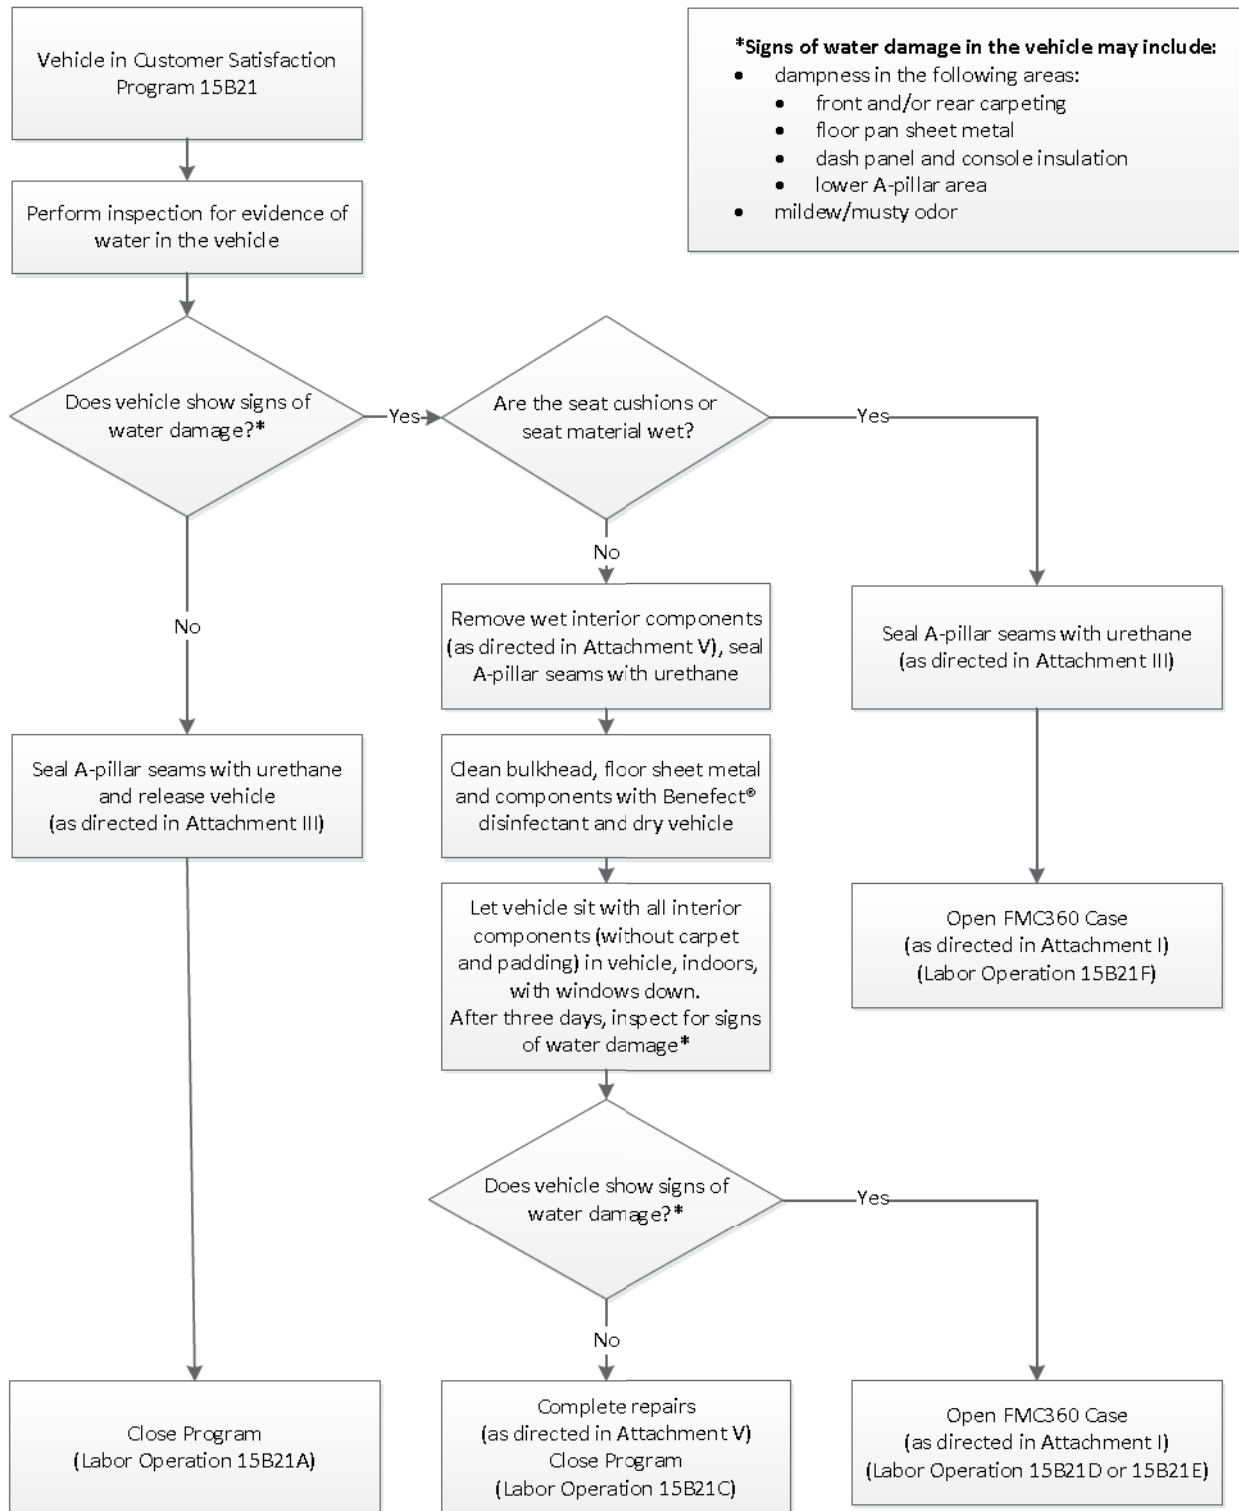 Vehicle in Customer Satisfaction
Program 15B21
*Signs of water damage in the vehicle may include:
• dampness in the following areas:
• front and/or rear carpeting
• floor pan sheet metal
• dash panel and console insulation
• lower A-pillar area
• mildew/musty odor
Perform inspection for evidence of
water in the vehicle
Does vehicle show signs of
water damage?*
Yes
Are the seat cushions or
seat material wet?
Yes
No
No
Remove wet interior components
(as directed in Attachment V), seal
A-pillar seams with urethane
Seal A-pillar seams with urethane
(as directed in Attachment III)
Seal A-pillar seams with urethane
and release vehicle
(as directed in Attachment III)
Clean bulkhead, floor sheet metal
and components with Benefect®
disinfectant and dry vehicle
Let vehicle sit with all interior
components (without carpet
and padding) in vehicle, indoors,
with windows down.
After three days, inspect for signs
of water damage*
Open FMC360 Case
(as directed in Attachment I)
(Labor Operation 15B21F)
Does vehicle show signs of
water damage?*
Yes
No
Close Program
(Labor Operation 15B21A)
Complete repairs
(as directed in Attachment V)
Close Program
(Labor Operation 15B21C)
Open FMC360 Case
(as directed in Attachment I)
(Labor Operation 15B21D or 15B21E)